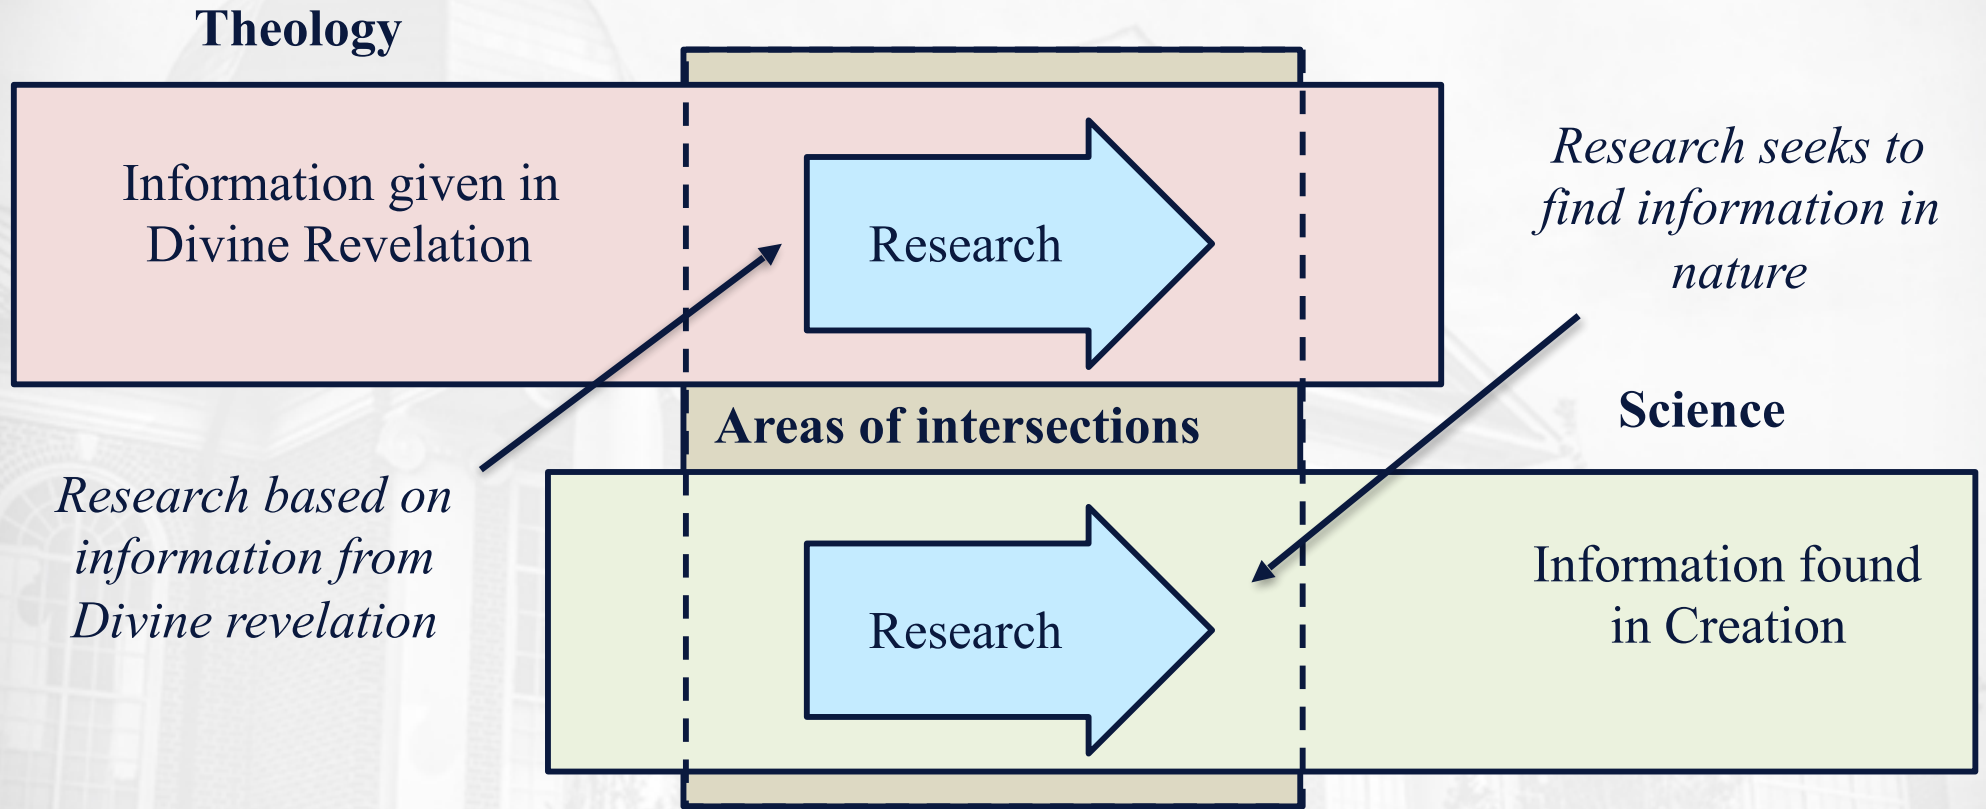 Theology
Information given in
Divine Revelation
Research
Research seeks to
find information in
nature
Areas of intersections
Science
Research based on
information from
Divine revelation
Research
Information found
in Creation